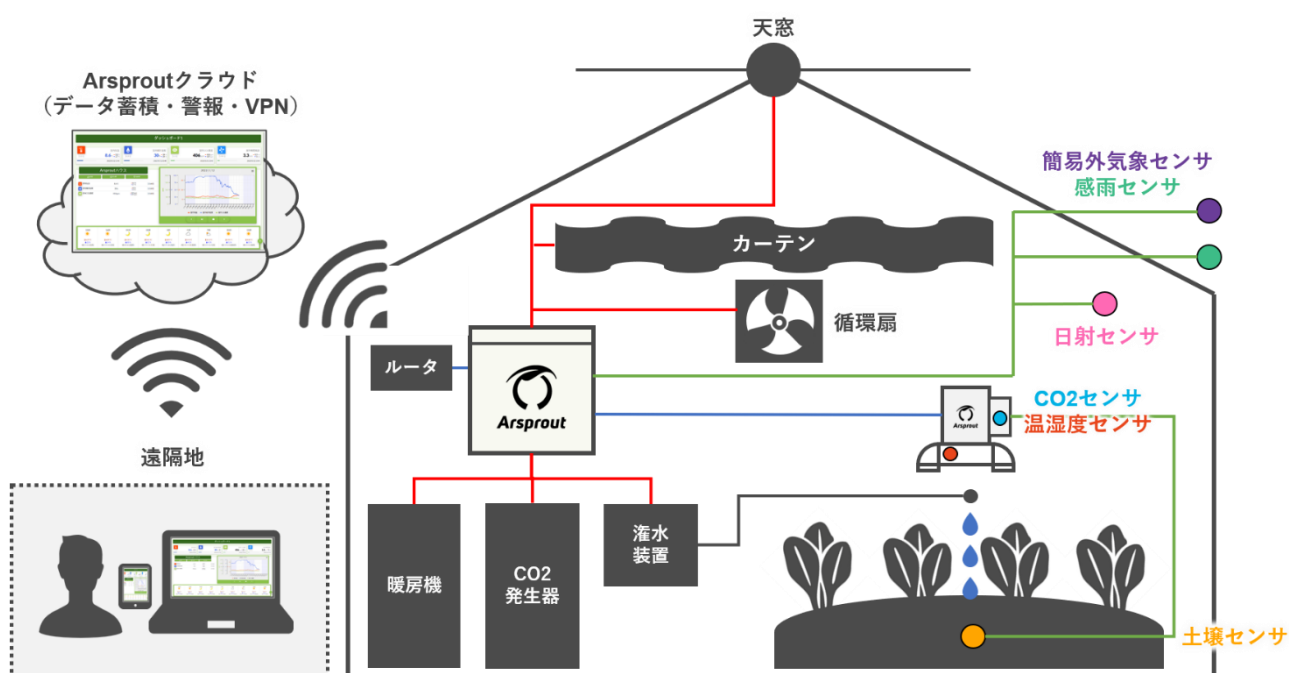 天窓
Arsproutクラウド
（データ蓄積・警報・VPN）
簡易外気象センサ
感雨センサ
カーテン
循環扇
日射センサ
ルータ
Arsprout
CO2センサ
温湿度センサ
Arsprout
遠隔地
暖房機
CO2
発生器
潅水
装置
土壌センサ